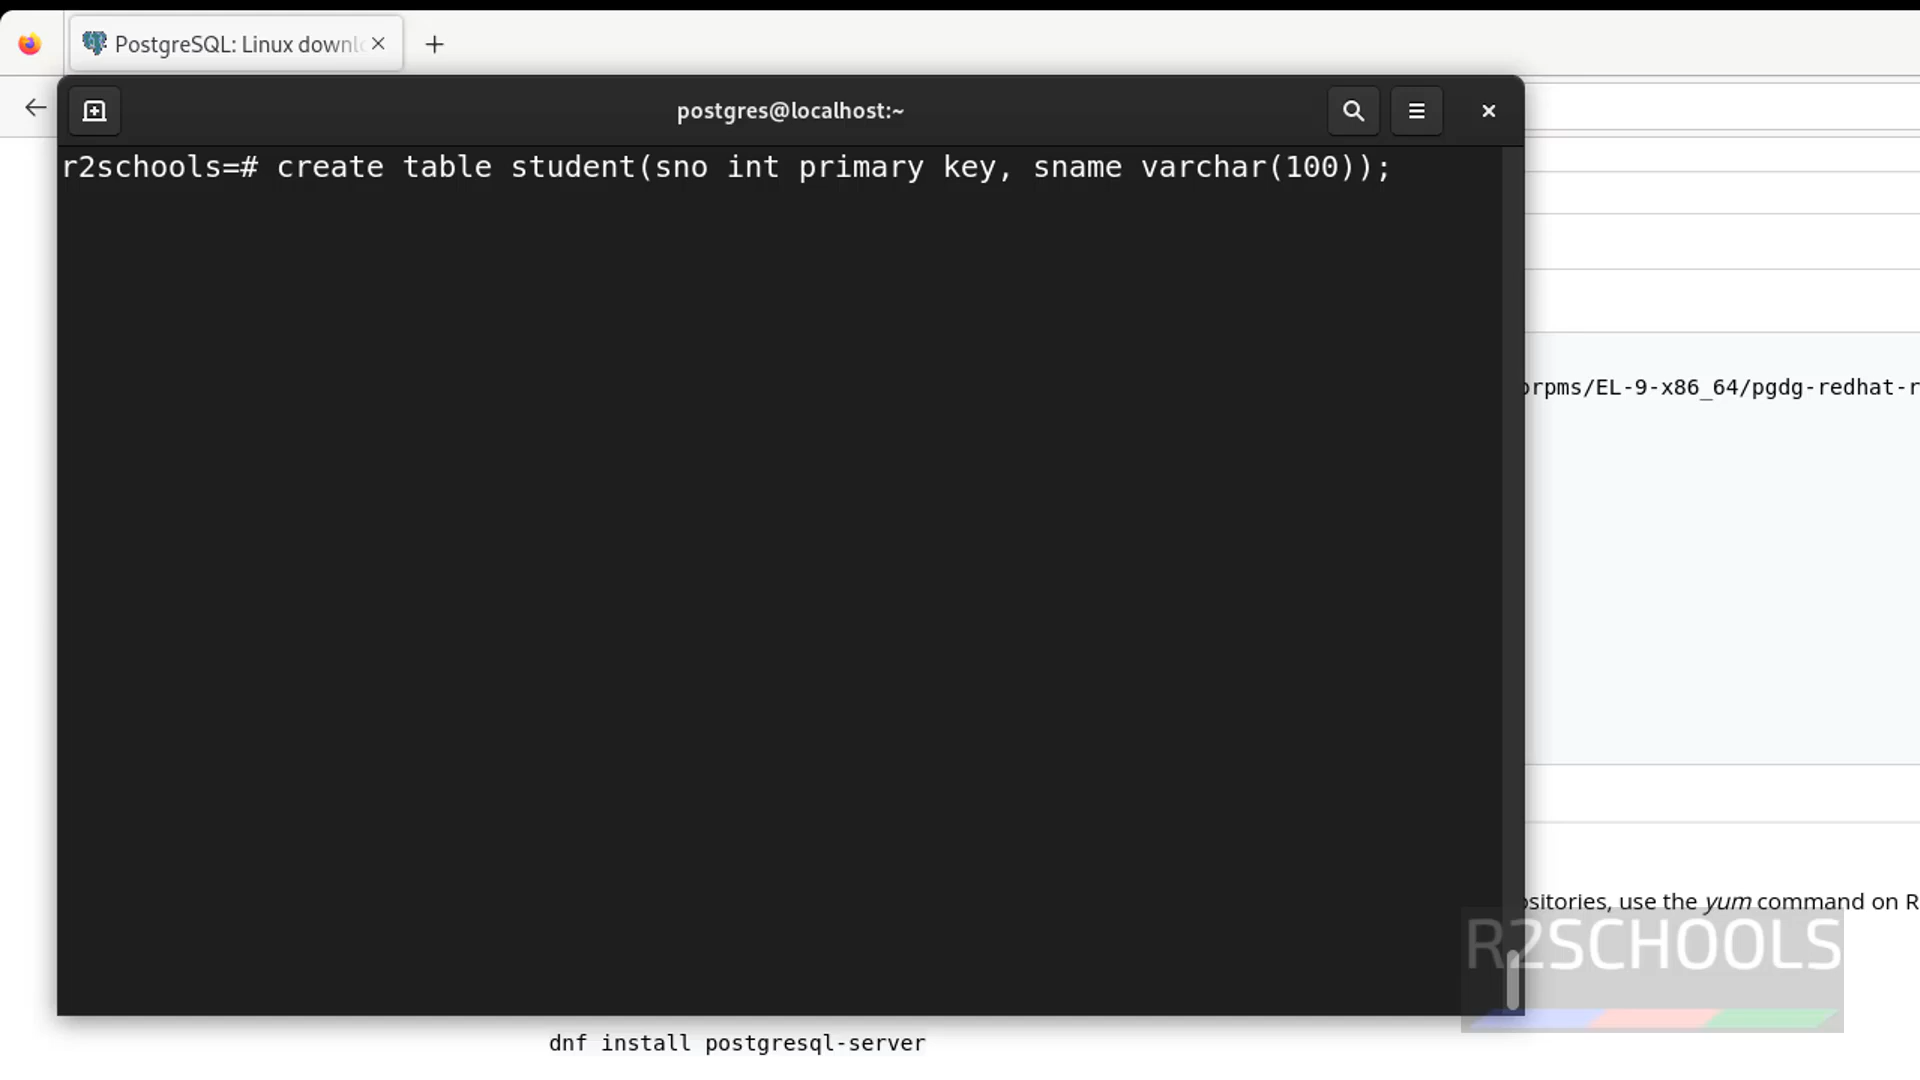 PostgreSQL: Linux downl
postgres@localhost:~
r2schools=# create table student(sno int primary key, sname varchar(100));
rpms/EL-9-x86_64/pgdg-redhat-r
ositories, use the yum command on R
R2SCHOOLS
dnf install postgresql-server